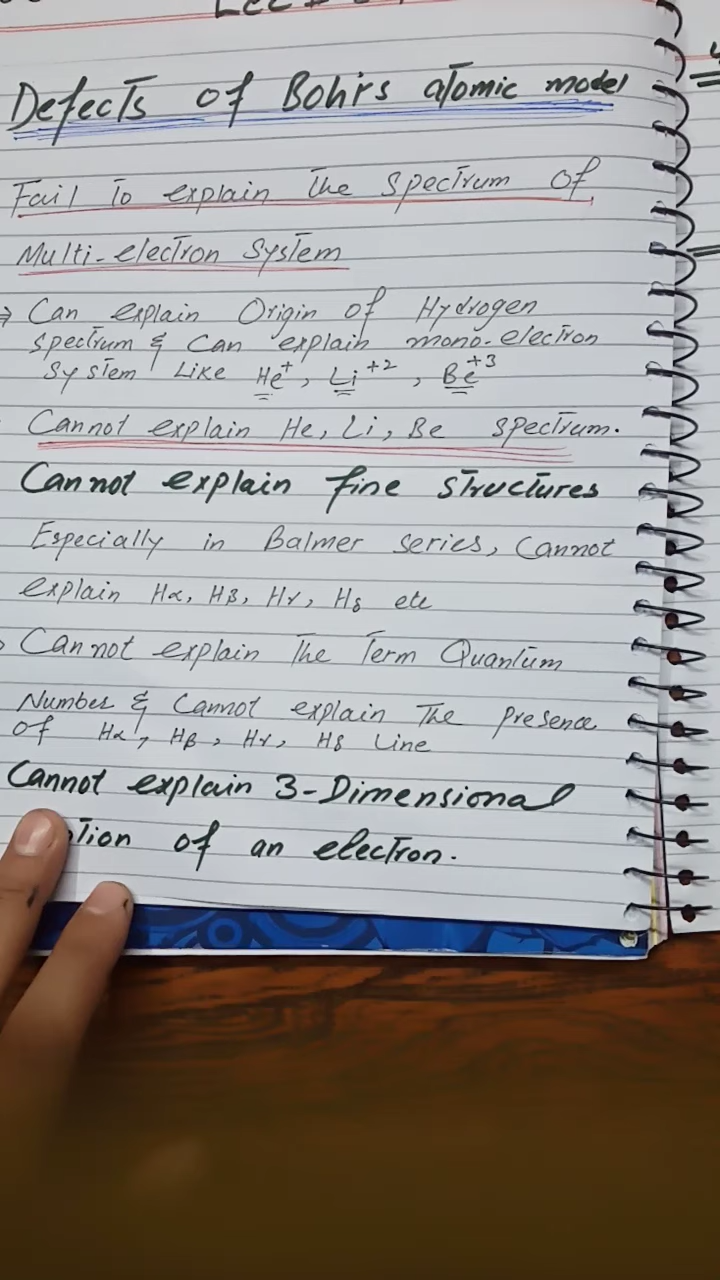 Defects of Bohr's atomic model
Fail To explain The Spectrum Of
Multi-electron System
⇒ Can explain Origin of Hydrogen
spectrum & Can explain mono-electron
System Like He⁺, Li⁺², Be⁺³
Cannot explain He, Li, Be Spectrum.
Cannot explain fine structures
Especially in Balmer series, Cannot
explain Hα, Hβ, Hγ, Hδ etc
Cannot explain The Term Quantum
Number & Cannot explain The presence
of Hα, Hβ, Hγ, Hδ Line
Cannot explain 3-Dimensional
tion of an electron.